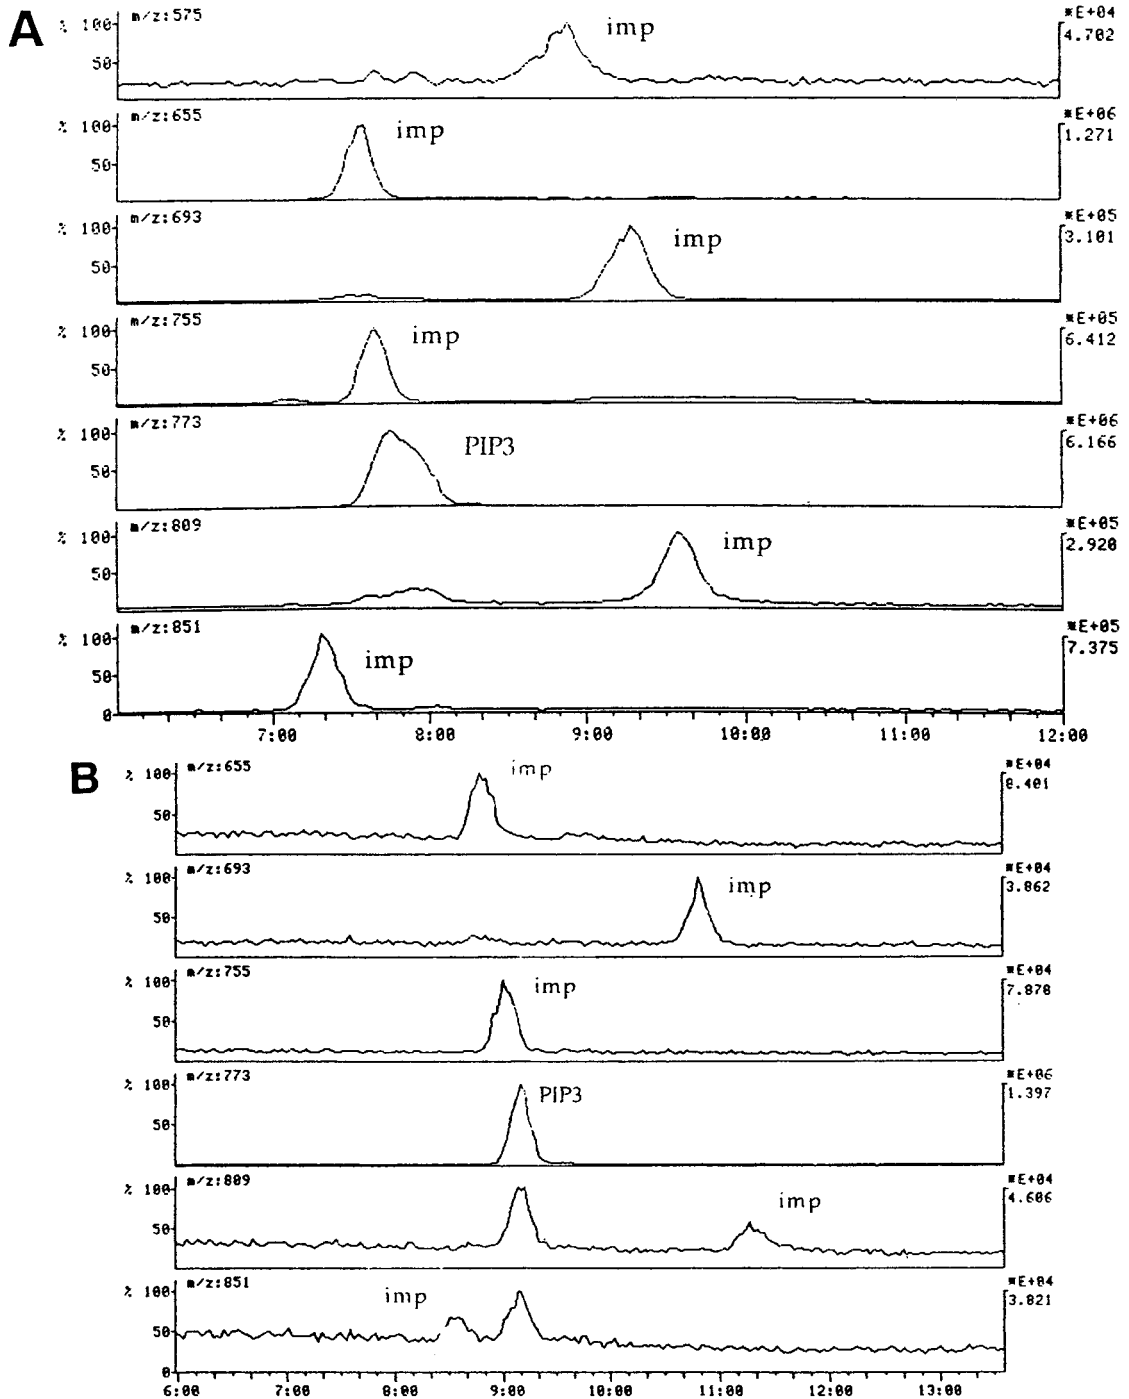 A
% 100 m/z:575 imp *E+04
50 4.702
% 100 m/z:655 imp *E+06
50 1.271
% 100 m/z:693 imp *E+05
50 3.101
% 100 m/z:755 imp *E+05
50 6.412
% 100 m/z:773 PIP3 *E+06
50 6.166
% 100 m/z:809 imp *E+05
50 2.920
% 100 m/z:851 imp *E+05
50 7.375
0
7:00 8:00 9:00 10:00 11:00 12:00
B
% 100 m/z:655 imp *E+04
50 8.401
% 100 m/z:693 imp *E+04
50 3.862
% 100 m/z:755 imp *E+04
50 7.878
% 100 m/z:773 PIP3 *E+06
50 1.397
% 100 m/z:809 imp *E+04
50 4.606
% 100 m/z:851 imp *E+04
50 3.821
0
6:00 7:00 8:00 9:00 10:00 11:00 12:00 13:00